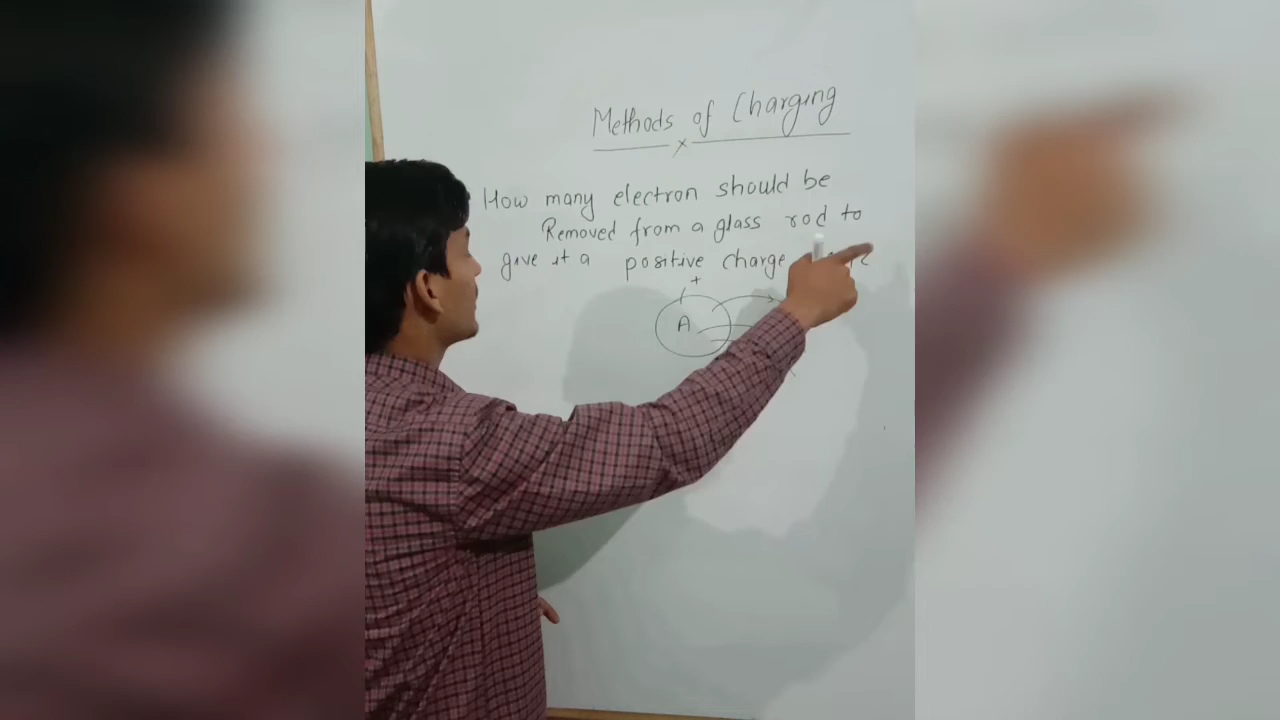 Methods of Charging
How many electron should be
Removed from a glass rod to
give it a positive charge
+
A